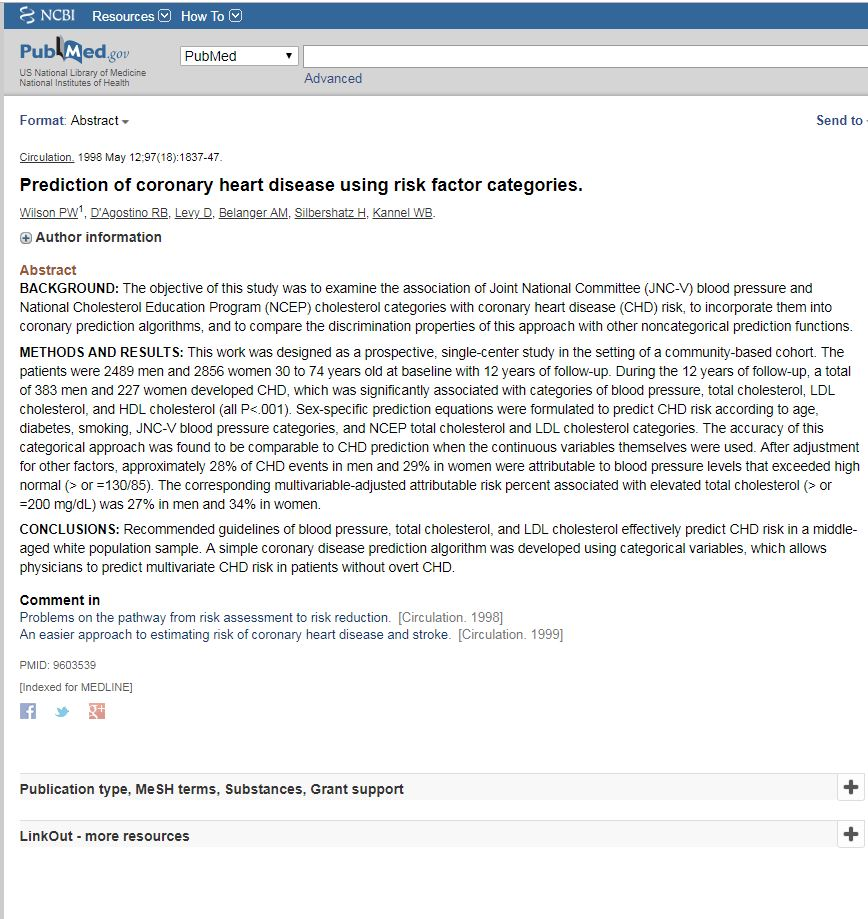 NCBI Resources How To
PubMed.gov
US National Library of Medicine
National Institutes of Health
PubMed
Advanced
Format: Abstract
Send to
Circulation. 1998 May 12;97(18):1837-47.
Prediction of coronary heart disease using risk factor categories.
Wilson PW1, D'Agostino RB, Levy D, Belanger AM, Silbershatz H, Kannel WB.
Author information
Abstract
BACKGROUND: The objective of this study was to examine the association of Joint National Committee (JNC-V) blood pressure and
National Cholesterol Education Program (NCEP) cholesterol categories with coronary heart disease (CHD) risk, to incorporate them into
coronary prediction algorithms, and to compare the discrimination properties of this approach with other noncategorical prediction functions.
METHODS AND RESULTS: This work was designed as a prospective, single-center study in the setting of a community-based cohort. The
patients were 2489 men and 2856 women 30 to 74 years old at baseline with 12 years of follow-up. During the 12 years of follow-up, a total
of 383 men and 227 women developed CHD, which was significantly associated with categories of blood pressure, total cholesterol, LDL
cholesterol, and HDL cholesterol (all P<.001). Sex-specific prediction equations were formulated to predict CHD risk according to age,
diabetes, smoking, JNC-V blood pressure categories, and NCEP total cholesterol and LDL cholesterol categories. The accuracy of this
categorical approach was found to be comparable to CHD prediction when the continuous variables themselves were used. After adjustment
for other factors, approximately 28% of CHD events in men and 29% in women were attributable to blood pressure levels that exceeded high
normal (> or =130/85). The corresponding multivariable-adjusted attributable risk percent associated with elevated total cholesterol (> or
=200 mg/dL) was 27% in men and 34% in women.
CONCLUSIONS: Recommended guidelines of blood pressure, total cholesterol, and LDL cholesterol effectively predict CHD risk in a middle-
aged white population sample. A simple coronary disease prediction algorithm was developed using categorical variables, which allows
physicians to predict multivariate CHD risk in patients without overt CHD.
Comment in
Problems on the pathway from risk assessment to risk reduction. [Circulation. 1998]
An easier approach to estimating risk of coronary heart disease and stroke. [Circulation. 1999]
PMID: 9603539
[Indexed for MEDLINE]
Publication type, MeSH terms, Substances, Grant support
LinkOut - more resources